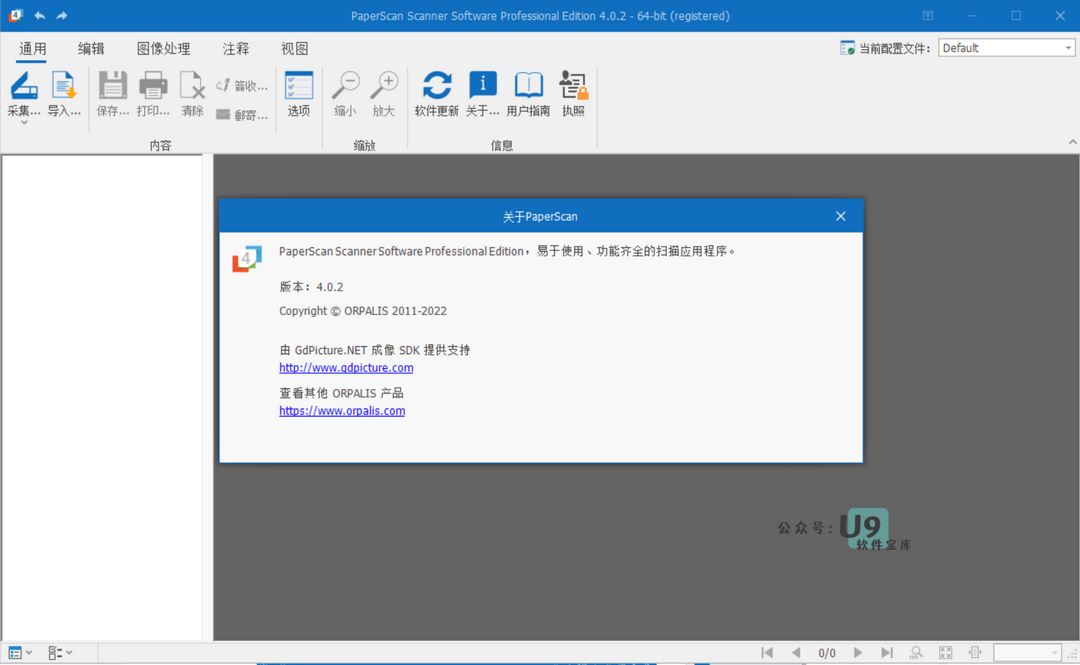 4
PaperScan Scanner Software Professional Edition 4.0.2 - 64-bit (registered)
通用 编辑 图像处理 注释 视图
当前配置文件: Default
采集... 导入... 保存... 打印... 清除 簽收... 郵寄... 选项 缩小 放大 软件更新 关于... 用户指南 执照
内容 缩放 信息
关于PaperScan
4
PaperScan Scanner Software Professional Edition，易于使用、功能齐全的扫描应用程序。
版本：4.0.2
Copyright © ORPALIS 2011-2022
由 GdPicture.NET 成像 SDK 提供支持
http://www.gdpicture.com
查看其他 ORPALIS 产品
https://www.orpalis.com
公众号: U9
软件宝库
0/0